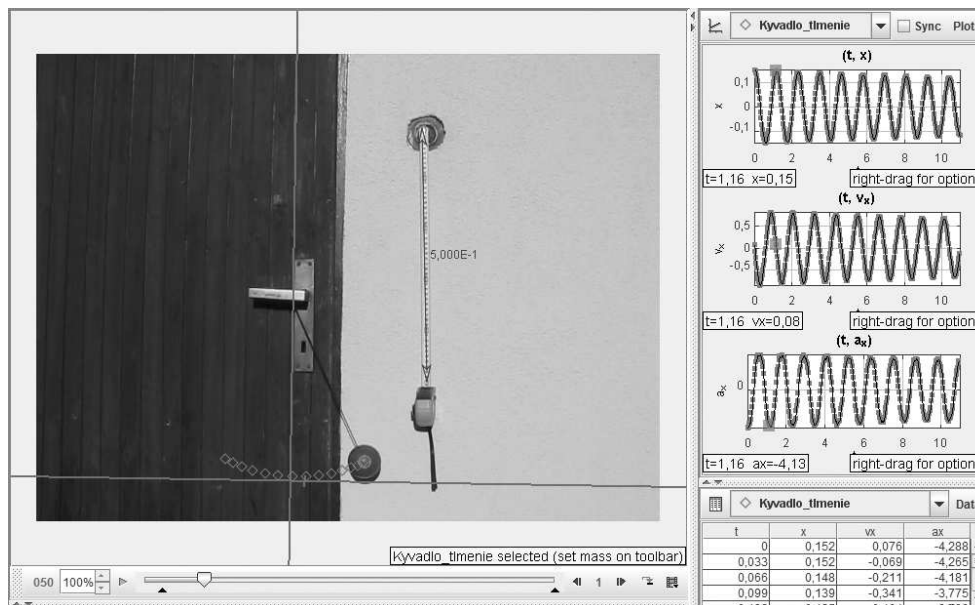 Kyvadlo_tlmenie
Sync
Plot
(t, x)
0,1
0
-0,1
x
0 2 4 6 8 10
t=1,16 x=0,15
right-drag for option
(t, vx)
0,5
0
-0,5
vx
0 2 4 6 8 10
t=1,16 vx=0,08
right-drag for option
(t, ax)
0
ax
0 2 4 6 8 10
t=1,16 ax=-4,13
right-drag for option
5,000E-1
Kyvadlo_tlmenie selected (set mass on toolbar)
050 100% 1
Kyvadlo_tlmenie
Dat
t x vx ax
0 0,152 0,076 -4,288
0,033 0,152 -0,069 -4,265
0,066 0,148 -0,211 -4,181
0,099 0,139 -0,341 -3,775